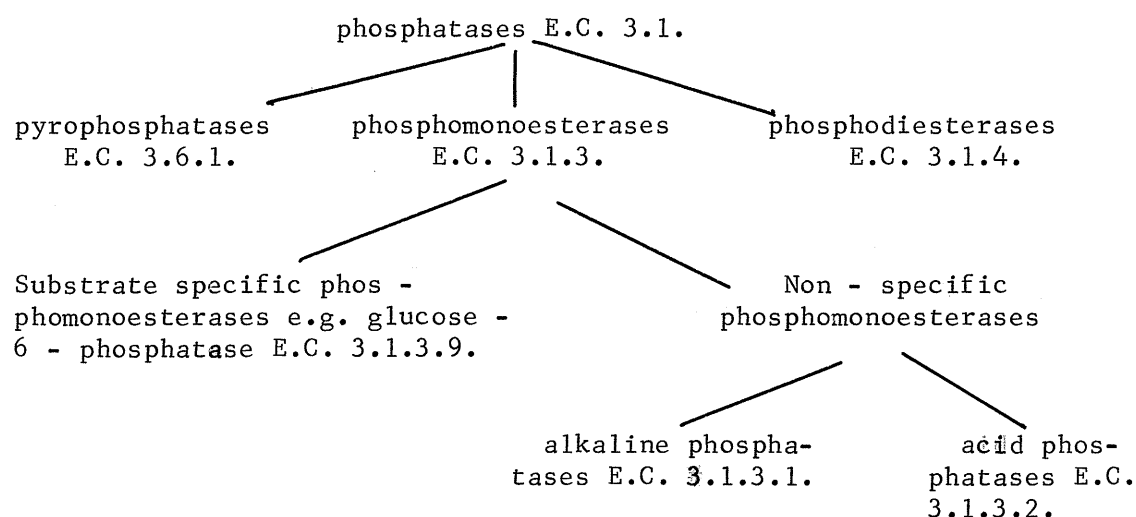 phosphatases E.C. 3.1.
pyrophosphatases
E.C. 3.6.1.
phosphomonoesterases
E.C. 3.1.3.
phosphodiesterases
E.C. 3.1.4.
Substrate specific phos -
phomonoesterases e.g. glucose -
6 - phosphatase E.C. 3.1.3.9.
Non - specific
phosphomonoesterases
alkaline phospha-
tases E.C. 3.1.3.1.
acid phos-
phatases E.C.
3.1.3.2.